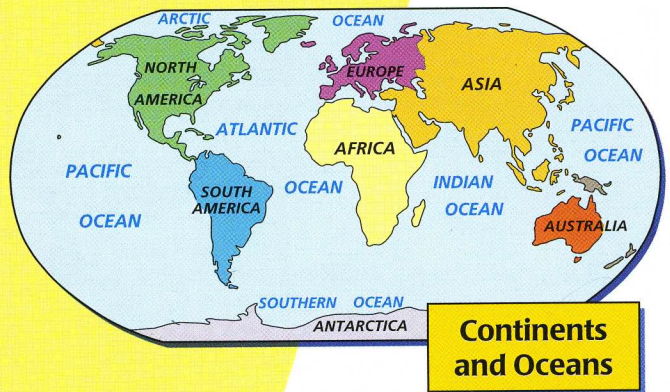 ARCTIC OCEAN
NORTH
AMERICA
EUROPE
ASIA
ATLANTIC
OCEAN
AFRICA
PACIFIC
OCEAN
PACIFIC
OCEAN
SOUTH
AMERICA
INDIAN
OCEAN
AUSTRALIA
SOUTHERN OCEAN
ANTARCTICA
Continents
and Oceans